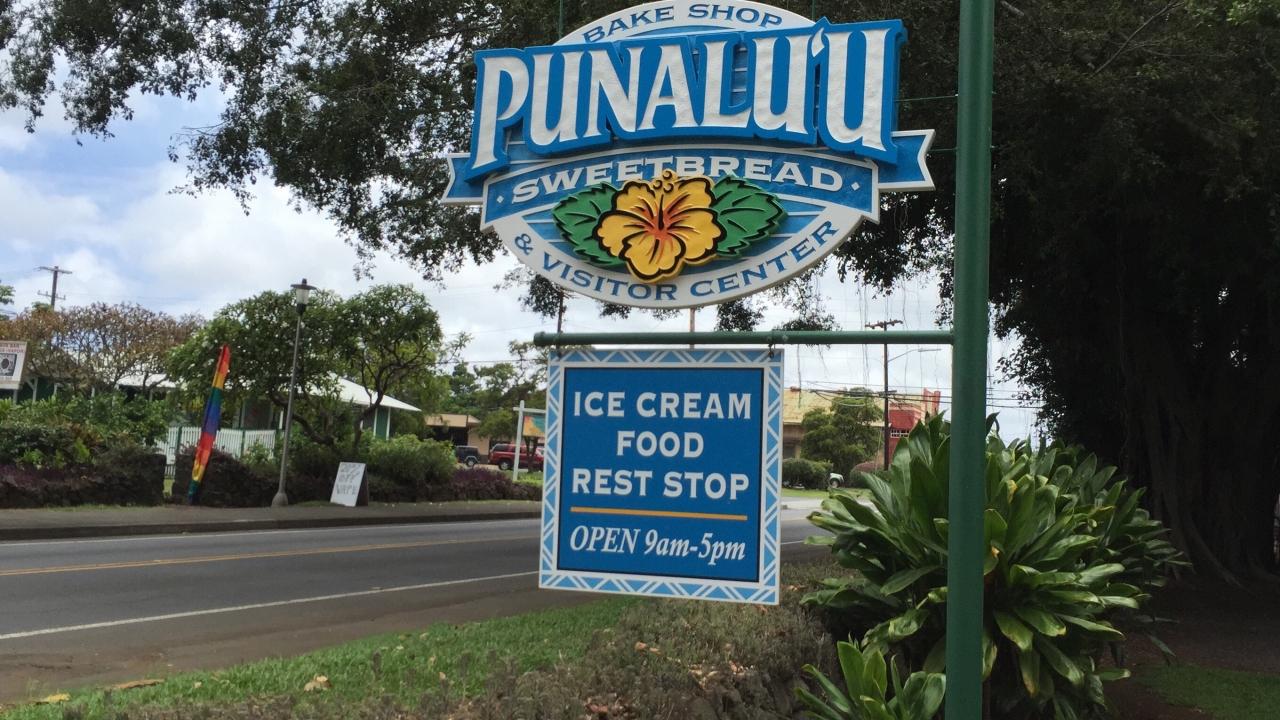 BAKE SHOP
PUNALU'U
· SWEETBREAD ·
& VISITOR CENTER
ICE CREAM
FOOD
REST STOP
OPEN 9am-5pm